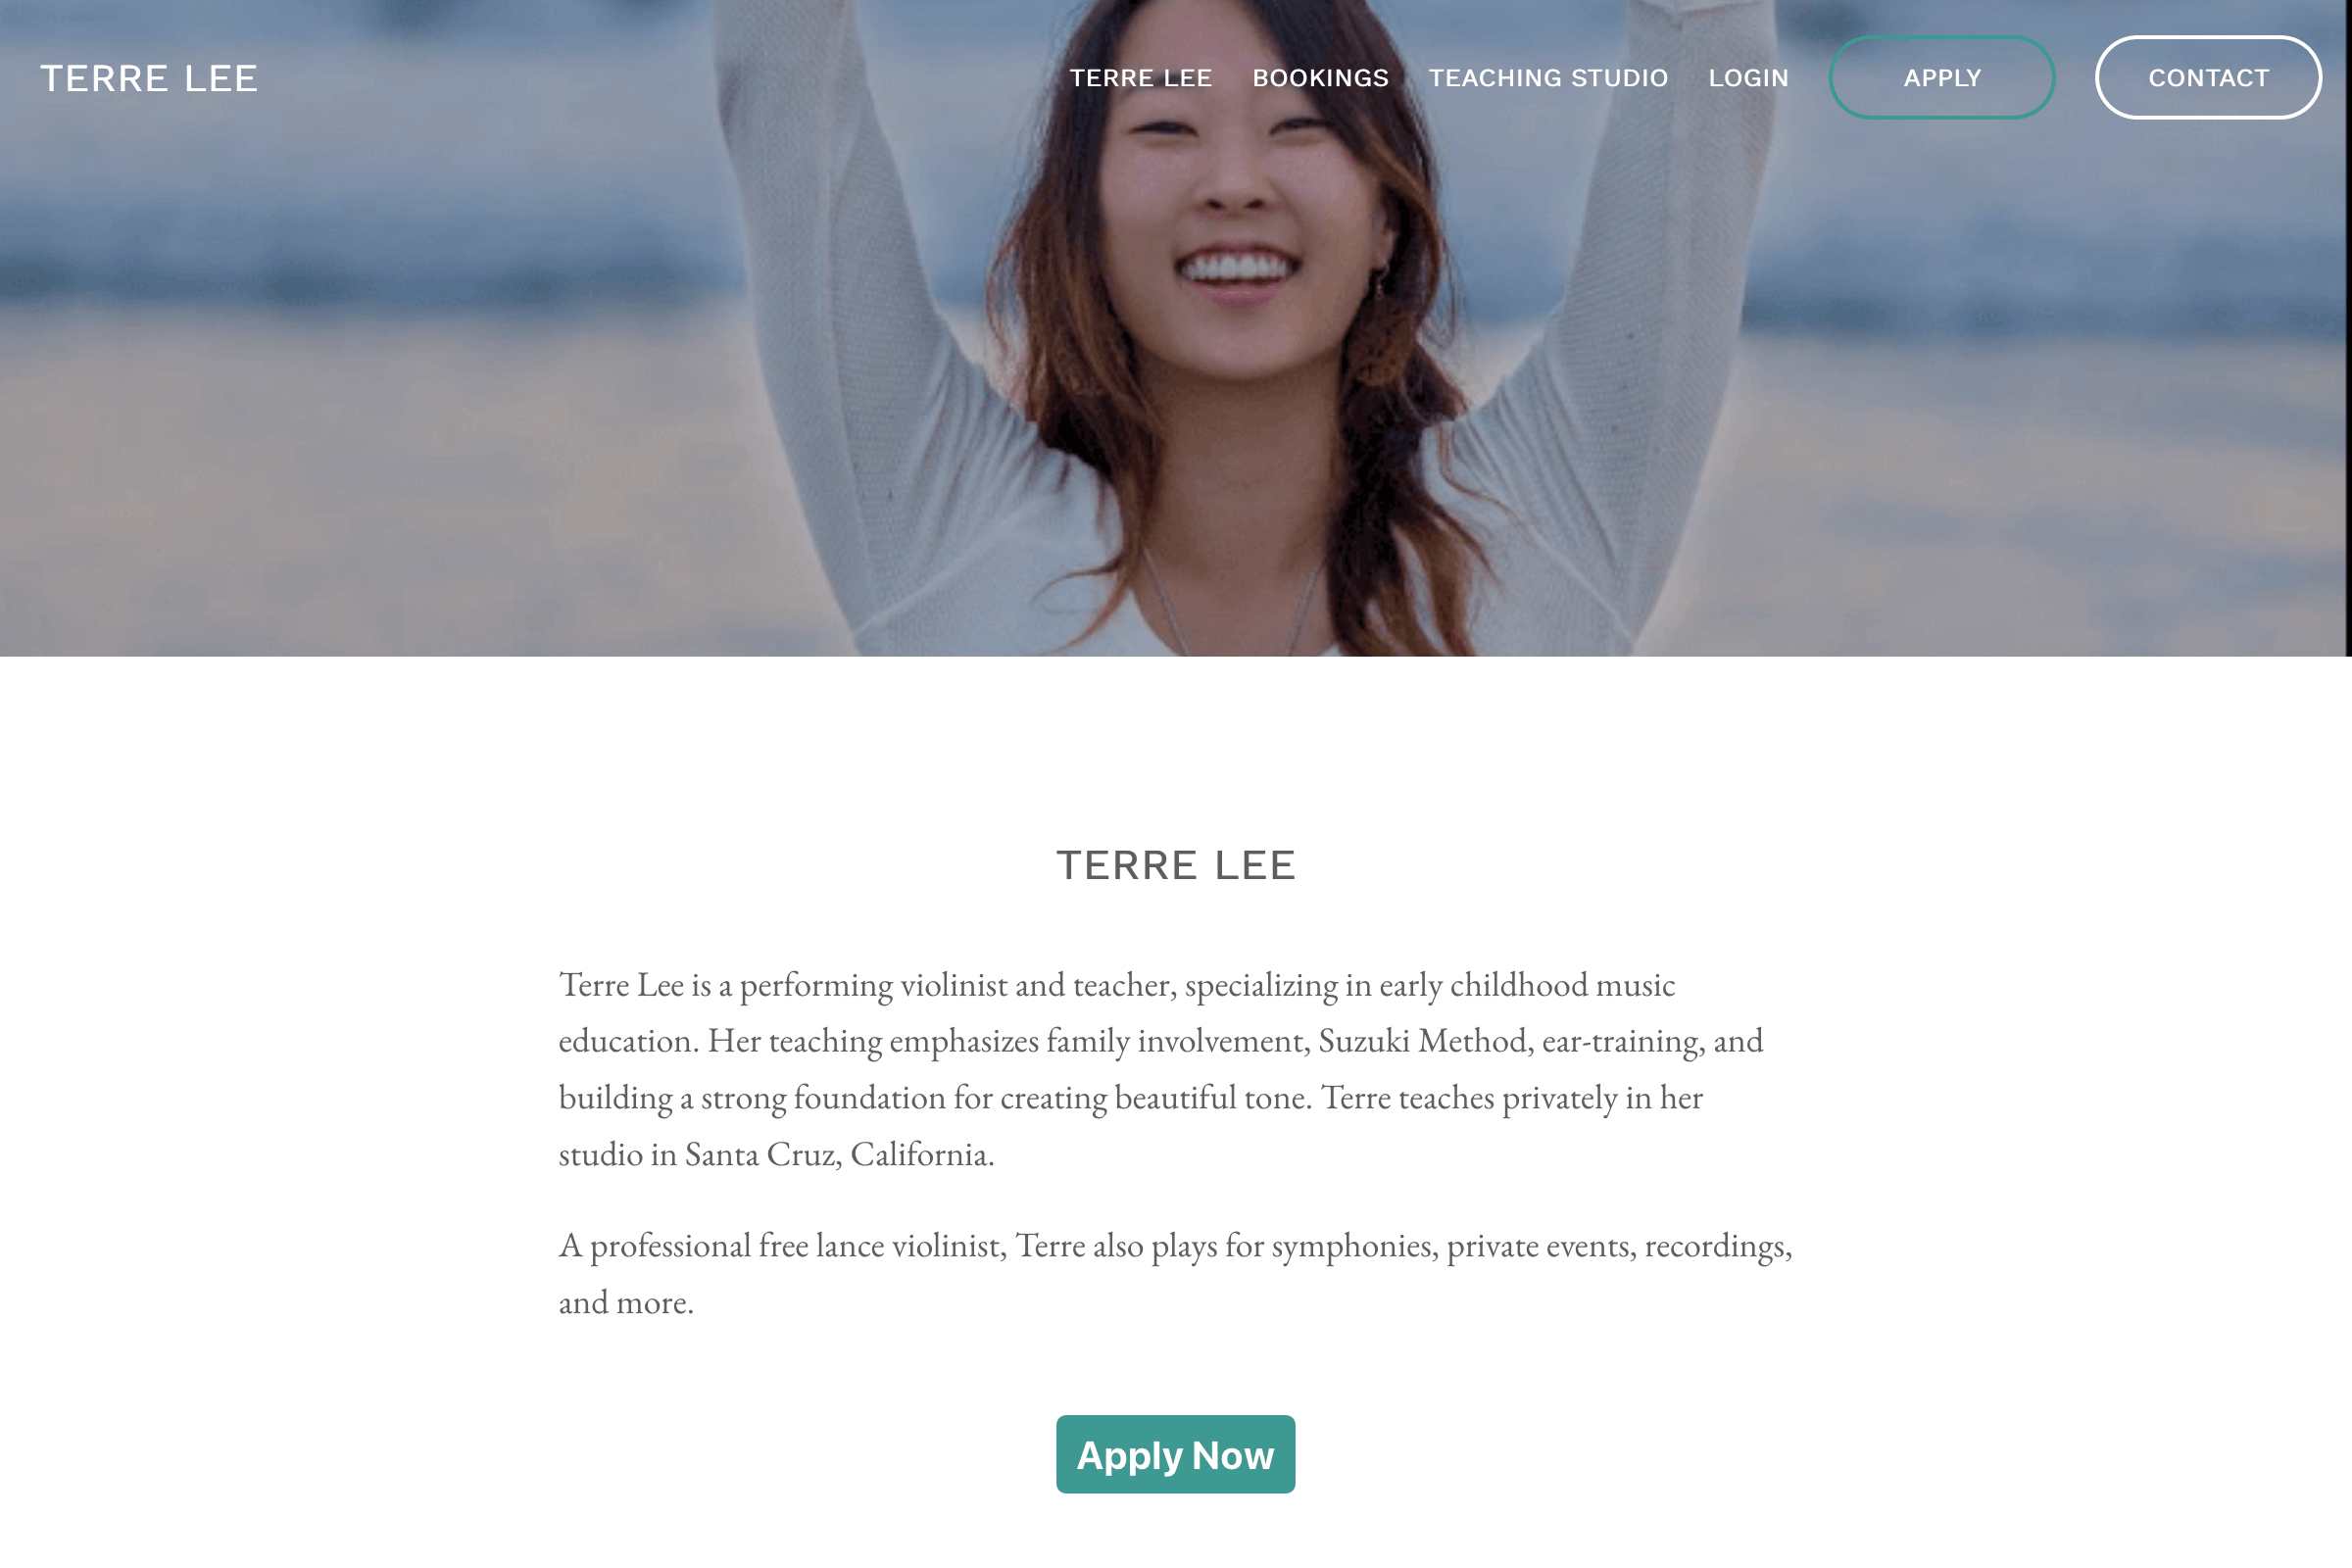 TERRE LEE
TERRE LEE BOOKINGS TEACHING STUDIO LOGIN APPLY CONTACT
TERRE LEE
Terre Lee is a performing violinist and teacher, specializing in early childhood music
education. Her teaching emphasizes family involvement, Suzuki Method, ear-training, and
building a strong foundation for creating beautiful tone. Terre teaches privately in her
studio in Santa Cruz, California.
A professional free lance violinist, Terre also plays for symphonies, private events, recordings,
and more.
Apply Now